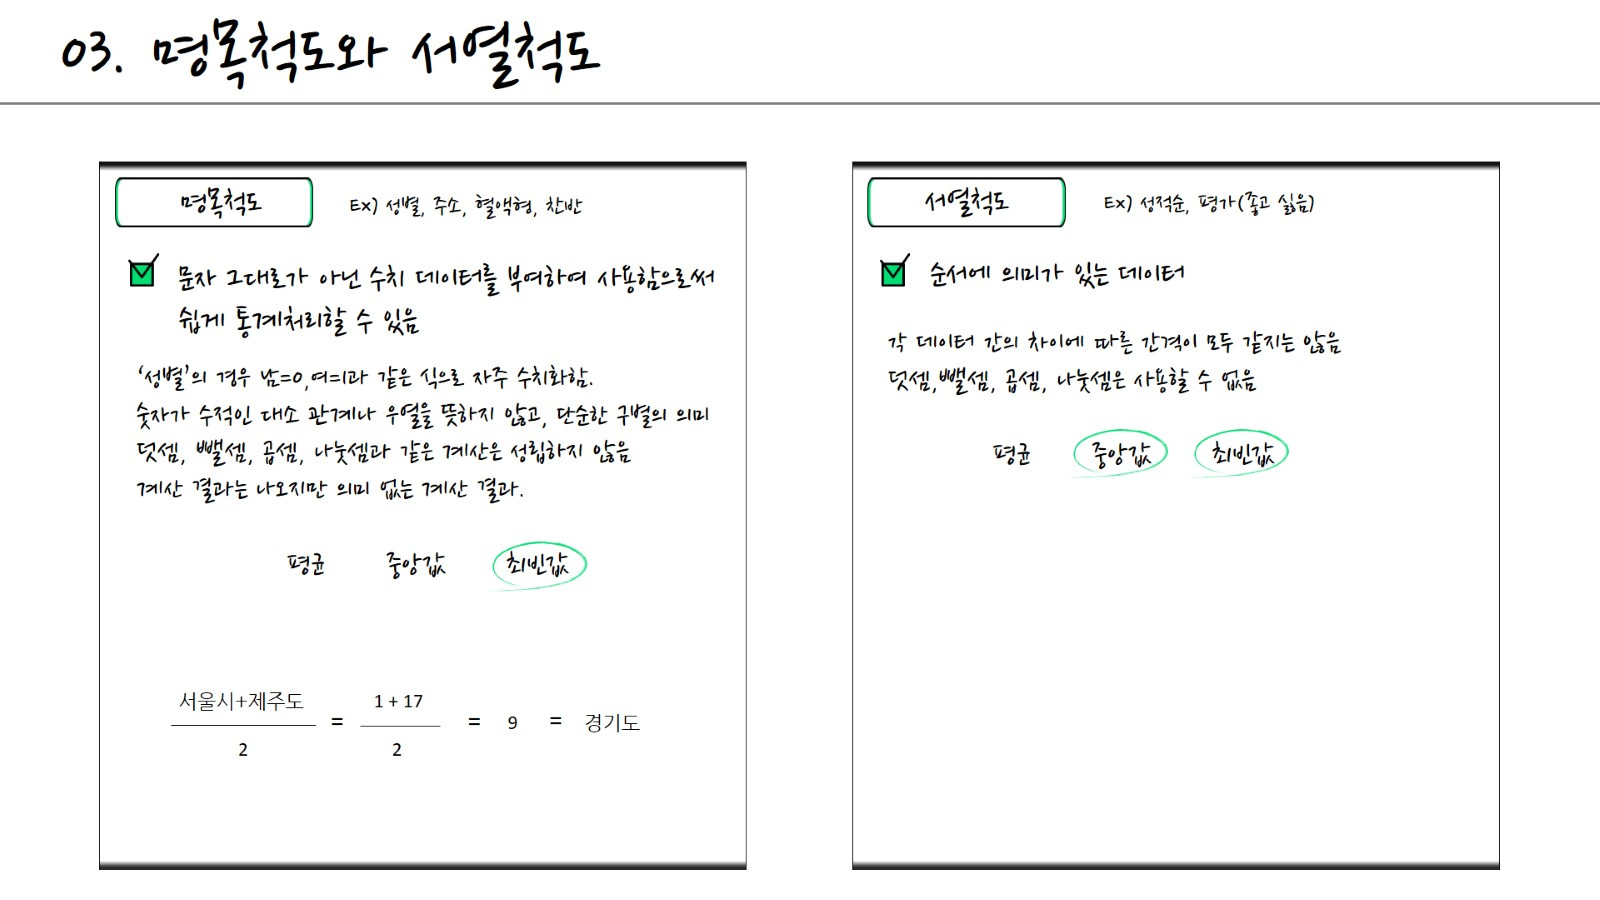 03. 명목척도와 서열척도
명목척도
Ex) 성별, 주소, 혈액형, 찬반
문자 그대로가 아닌 수치 데이터를 부여하여 사용함으로써
쉽게 통계처리할 수 있음
‘성별’의 경우 남=0,여=1과 같은 식으로 자주 수치화함.
숫자가 수적인 대소 관계나 우열을 뜻하지 않고, 단순한 구별의 의미
덧셈, 뺄셈, 곱셈, 나눗셈과 같은 계산은 성립하지 않음
계산 결과는 나오지만 의미 없는 계산 결과.
평균 중앙값 최빈값
서울시+제주도
2
=
1 + 17
2
= 9 = 경기도
서열척도
Ex) 성적순, 평가(좋고 싫음)
순서에 의미가 있는 데이터
각 데이터 간의 차이에 따른 간격이 모두 같지는 않음
덧셈,뺄셈, 곱셈, 나눗셈은 사용할 수 없음
평균 중앙값 최빈값